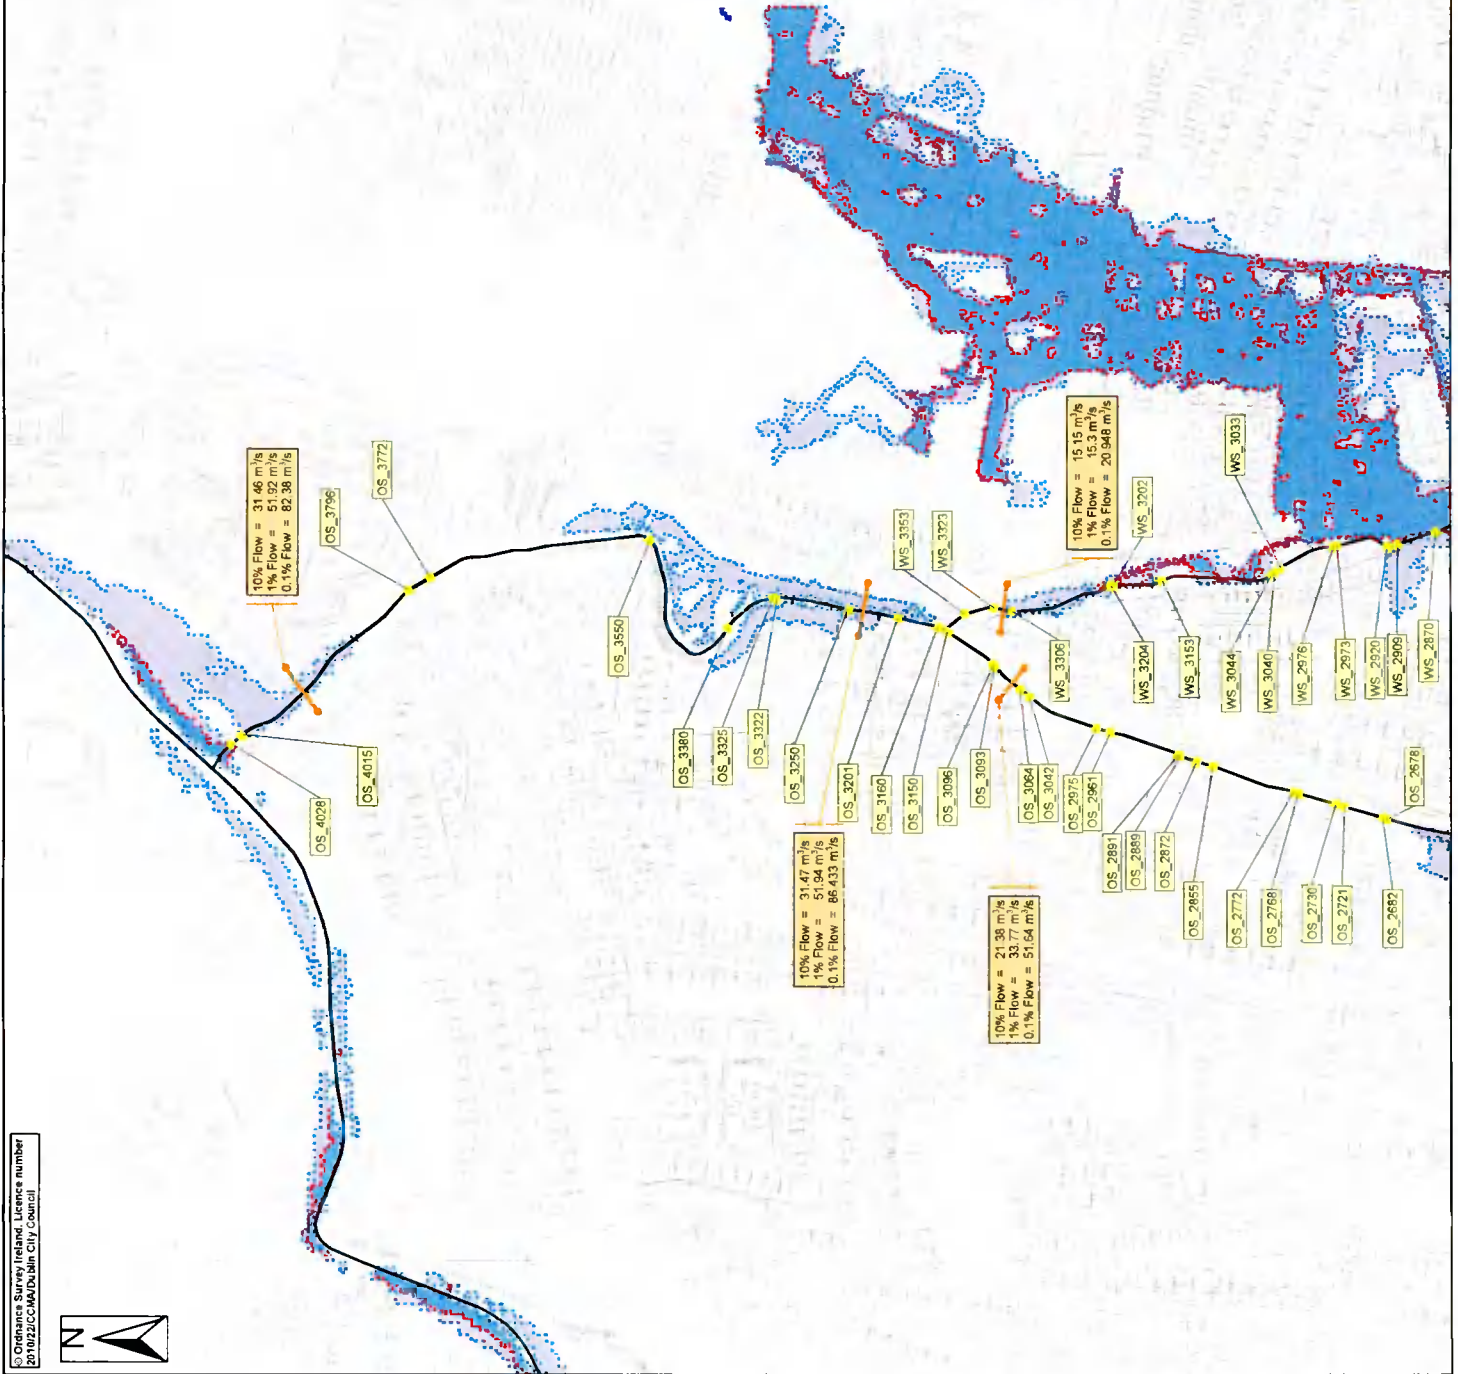 © Ordnance Survey Ireland. Licence number
2010/22/CCMA/Dublin City Council
N
10% Flow = 31.46 m³/s
1% Flow = 51.92 m³/s
0.1% Flow = 82.38 m³/s
OS_3796
OS_3772
OS_4028
OS_4015
OS_3550
OS_3380
OS_3325
OS_3322
OS_3250
OS_3201
OS_3160
OS_3150
OS_3096
OS_3093
OS_3064
OS_3042
OS_2975
OS_2961
OS_2891
OS_2889
OS_2872
OS_2855
OS_2772
OS_2768
OS_2730
OS_2721
OS_2682
OS_2678
10% Flow = 31.47 m³/s
1% Flow = 51.94 m³/s
0.1% Flow = 86.433 m³/s
10% Flow = 21.38 m³/s
1% Flow = 33.77 m³/s
0.1% Flow = 51.64 m³/s
10% Flow = 15.15 m³/s
1% Flow = 15.3 m³/s
0.1% Flow = 20.948 m³/s
WS_3353
WS_3323
WS_3306
WS_3202
WS_3204
WS_3153
WS_3044
WS_3040
WS_3033
WS_2976
WS_2973
WS_2920
WS_2909
WS_2870